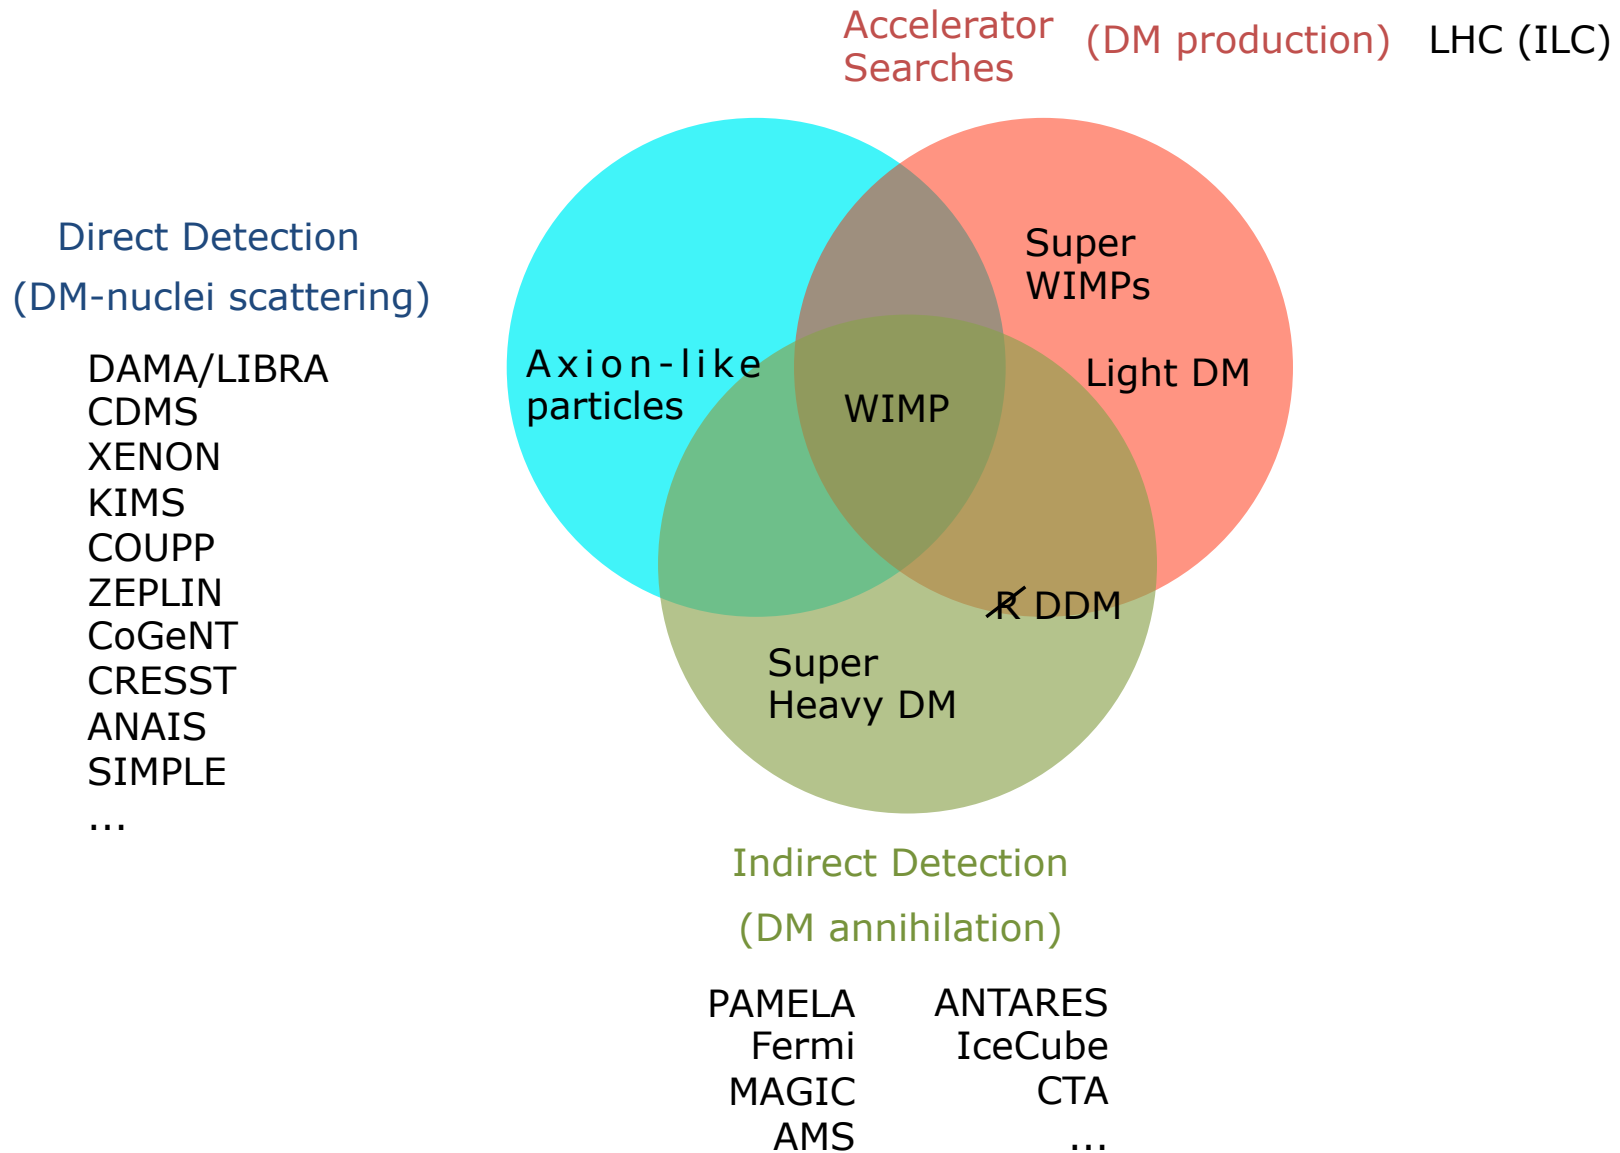 Accelerator
Searches
(DM production)
LHC (ILC)
Direct Detection
(DM-nuclei scattering)
DAMA/LIBRA
CDMS
XENON
KIMS
COUPP
ZEPLIN
CoGeNT
CRESST
ANAIS
SIMPLE
...
Axion-like
particles
Super
WIMPs
Light DM
WIMP
R̸ DDM
Super
Heavy DM
Indirect Detection
(DM annihilation)
PAMELA
Fermi
MAGIC
AMS
ANTARES
IceCube
CTA
...